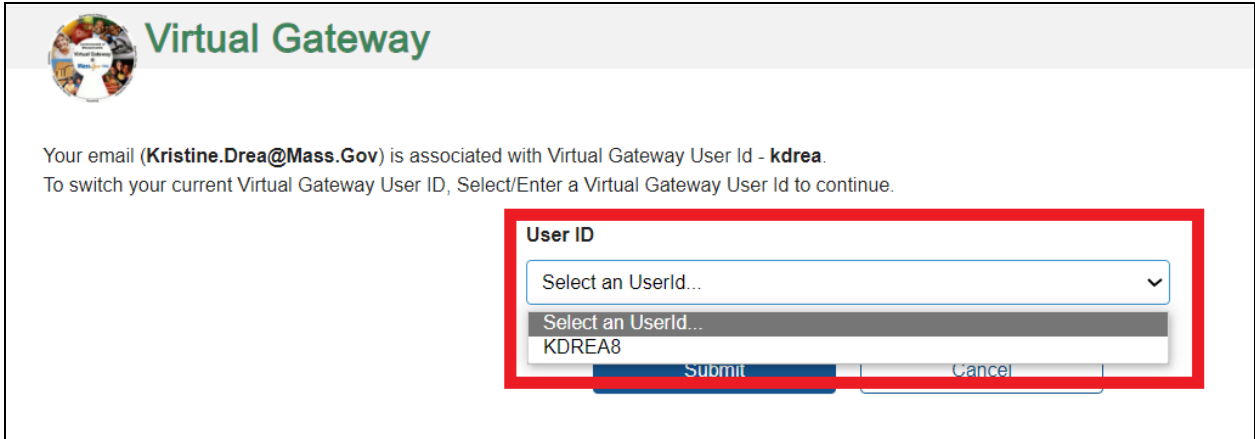 Virtual Gateway
Your email (Kristine.Drea@Mass.Gov) is associated with Virtual Gateway User Id - kdrea.
To switch your current Virtual Gateway User ID, Select/Enter a Virtual Gateway User Id to continue.
User ID
Select an UserId...
Select an UserId...
KDREA8
Submit
Cancel